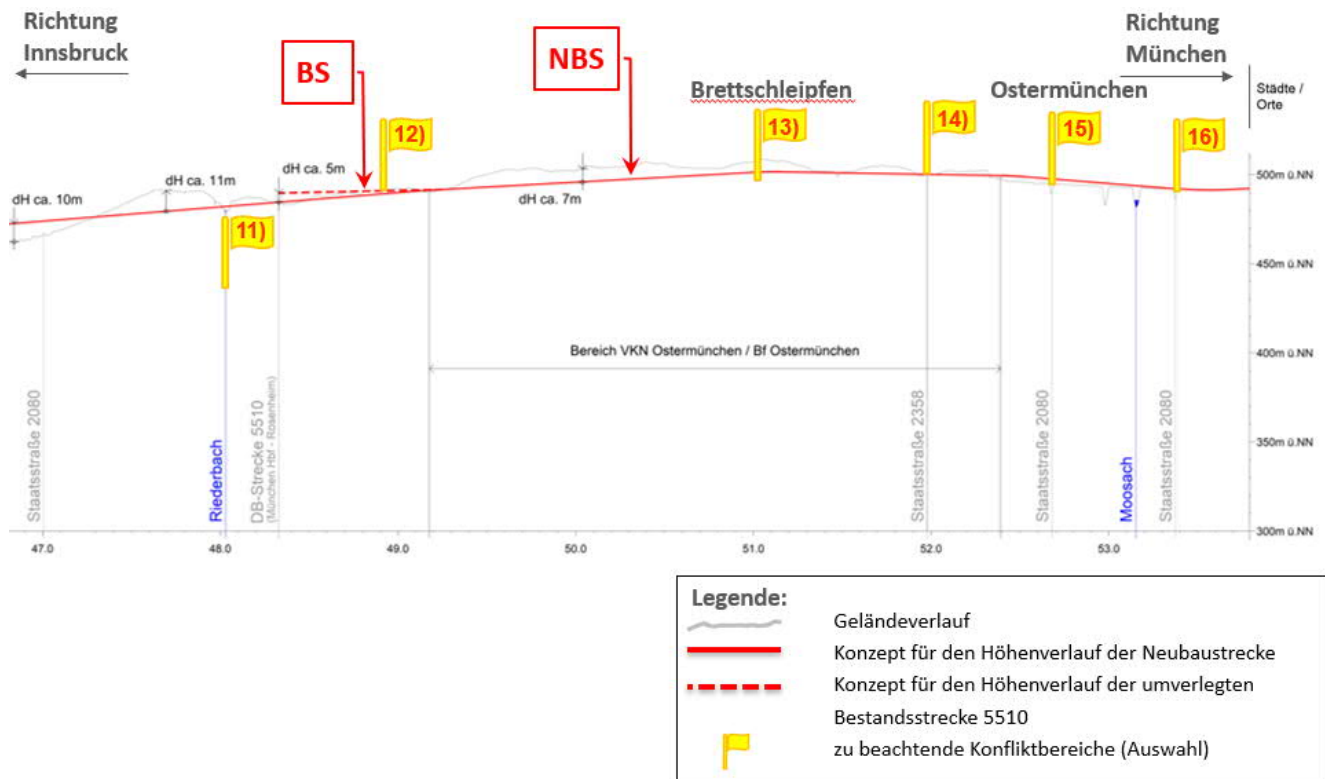 Richtung
Innsbruck
BS
NBS
Richtung
München
Brettschleipfen
Ostermünchen
Städte /
Orte
12)
13)
14)
15)
16)
dH ca. 11m
dH ca. 5m
dH ca. 10m
dH ca. 7m
11)
500m ü.NN
450m ü.NN
400m ü.NN
350m ü.NN
300m ü.NN
Bereich VKN Ostermünchen / Bf Ostermünchen
Staatsstraße 2080
Riederbach
DB-Strecke 5510
(München Hbf - Rosenheim)
Staatsstraße 2358
Staatsstraße 2080
Moosach
Staatsstraße 2080
47.0
48.0
49.0
50.0
51.0
52.0
53.0
Legende:
Geländeverlauf
Konzept für den Höhenverlauf der Neubaustrecke
Konzept für den Höhenverlauf der umverlegten
Bestandsstrecke 5510
zu beachtende Konfliktbereiche (Auswahl)